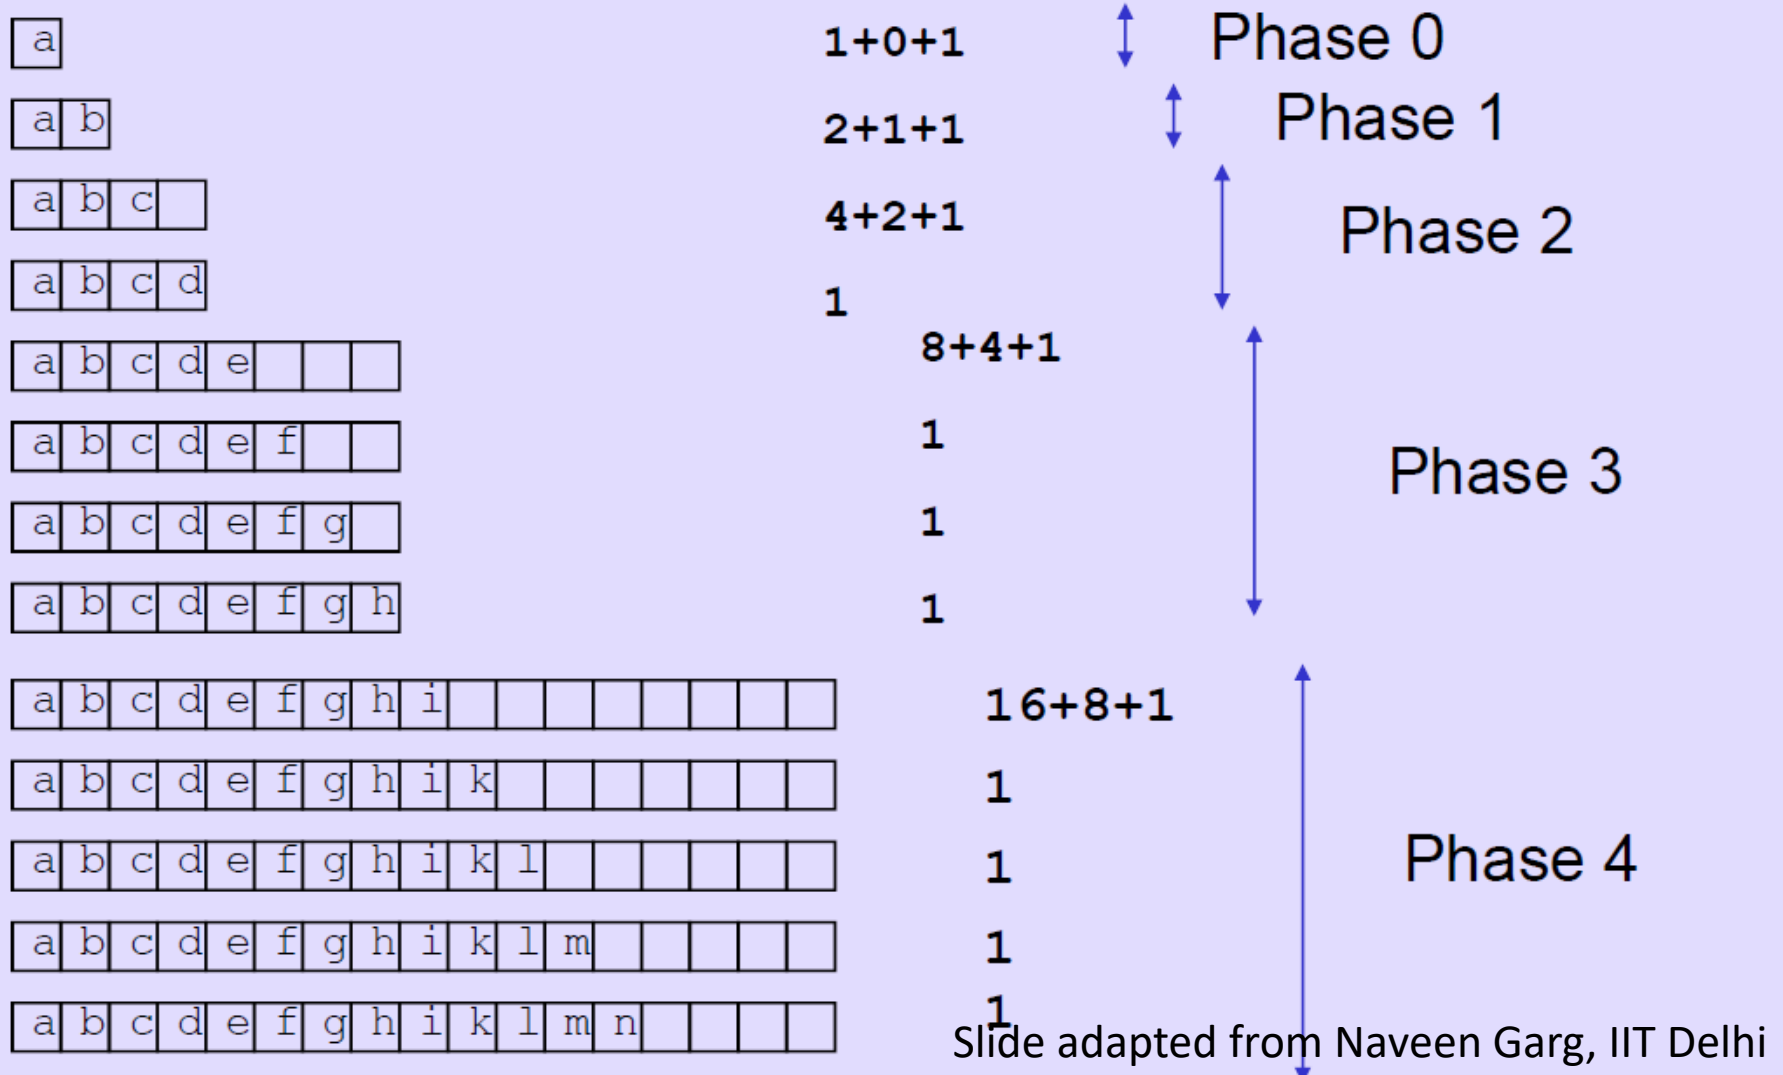 a 1+0+1 Phase 0
a b 2+1+1 Phase 1
a b c 4+2+1 Phase 2
a b c d 1
a b c d e 8+4+1
a b c d e f 1
Phase 3
a b c d e f g 1
a b c d e f g h 1
a b c d e f g h i 16+8+1
a b c d e f g h i k 1
a b c d e f g h i k l 1 Phase 4
a b c d e f g h i k l m 1
a b c d e f g h i k l m n 1
Slide adapted from Naveen Garg, IIT Delhi